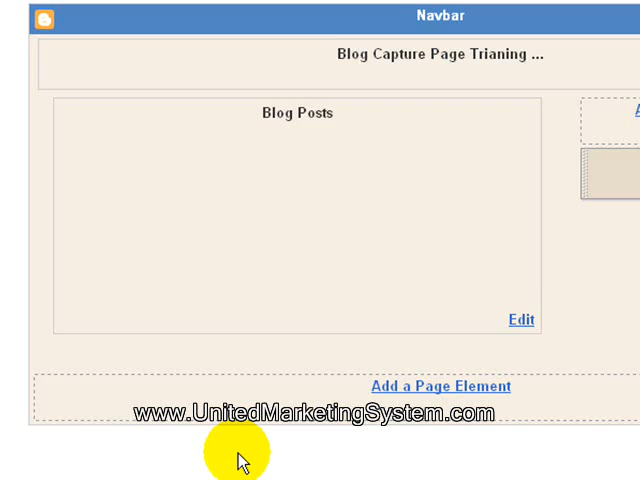 Navbar
Blog Capture Page Trianing ...
Blog Posts
Edit
Add a Page Element
www.UnitedMarketingSystem.com